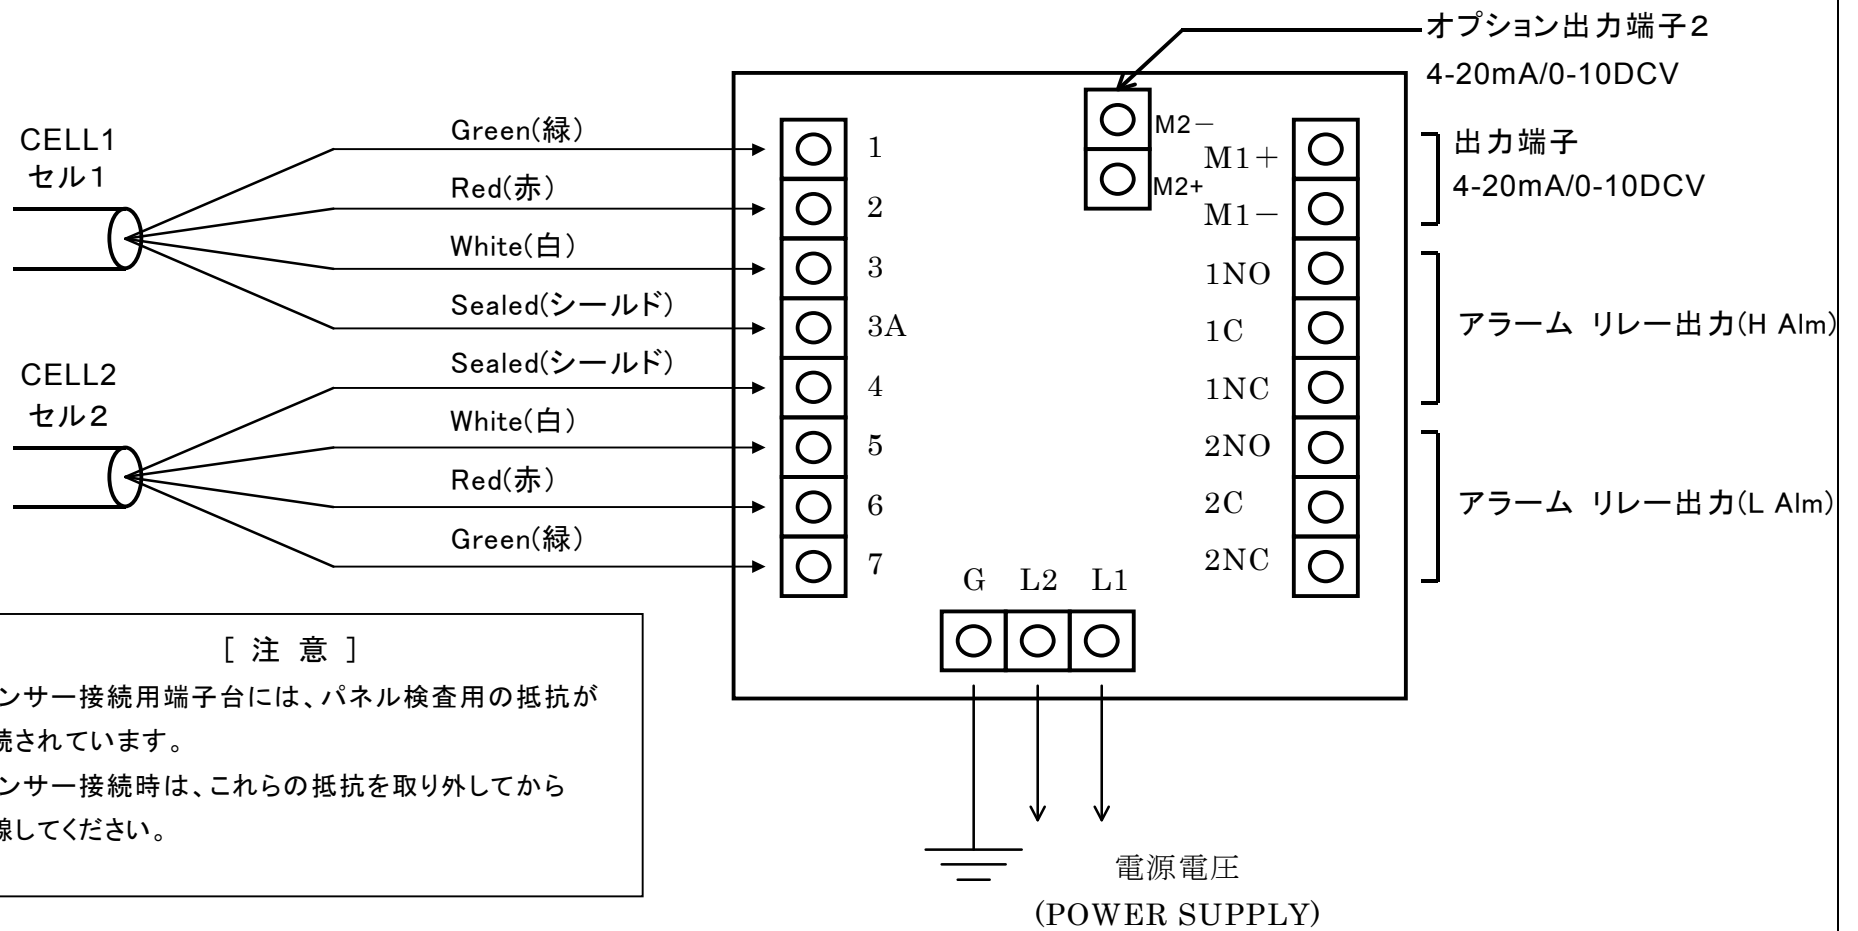 オプション出力端子2
4-20mA/0-10DCV
CELL1
セル1
Green(緑)
Red(赤)
White(白)
Sealed(シールド)
Sealed(シールド)
White(白)
Red(赤)
Green(緑)
CELL2
セル2
1
2
3
3A
4
5
6
7
M2－
M2+
M1＋
M1－
1NO
1C
1NC
2NO
2C
2NC
出力端子
4-20mA/0-10DCV
アラーム リレー出力(H Alm)
アラーム リレー出力(L Alm)
G L2 L1
[ 注 意 ]
ンサー接続用端子台には、パネル検査用の抵抗が
続されています。
ンサー接続時は、これらの抵抗を取り外してから
線してください。
電源電圧
(POWER SUPPLY)